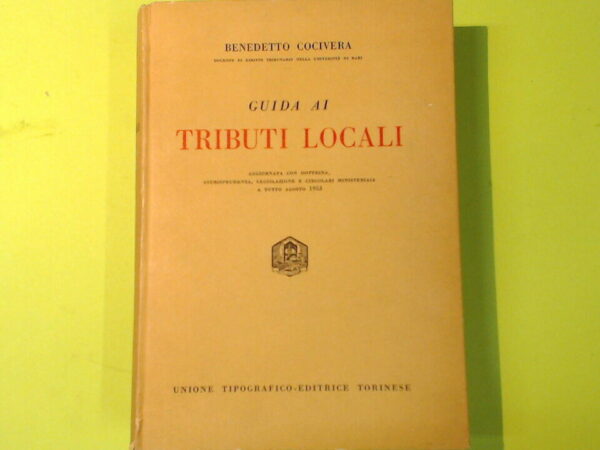 BENEDETTO COCIVERA
DOCENTE DI DIRITTO TRIBUTARIO NELLA UNIVERSITÀ DI BARI
GUIDA AI
TRIBUTI LOCALI
AGGIORNATA CON DOTTRINA,
GIURISPRUDENZA, LEGISLAZIONE E CIRCOLARI MINISTERIALI
A TUTTO AGOSTO 1953
UNIONE TIPOGRAFICO-EDITRICE TORINESE